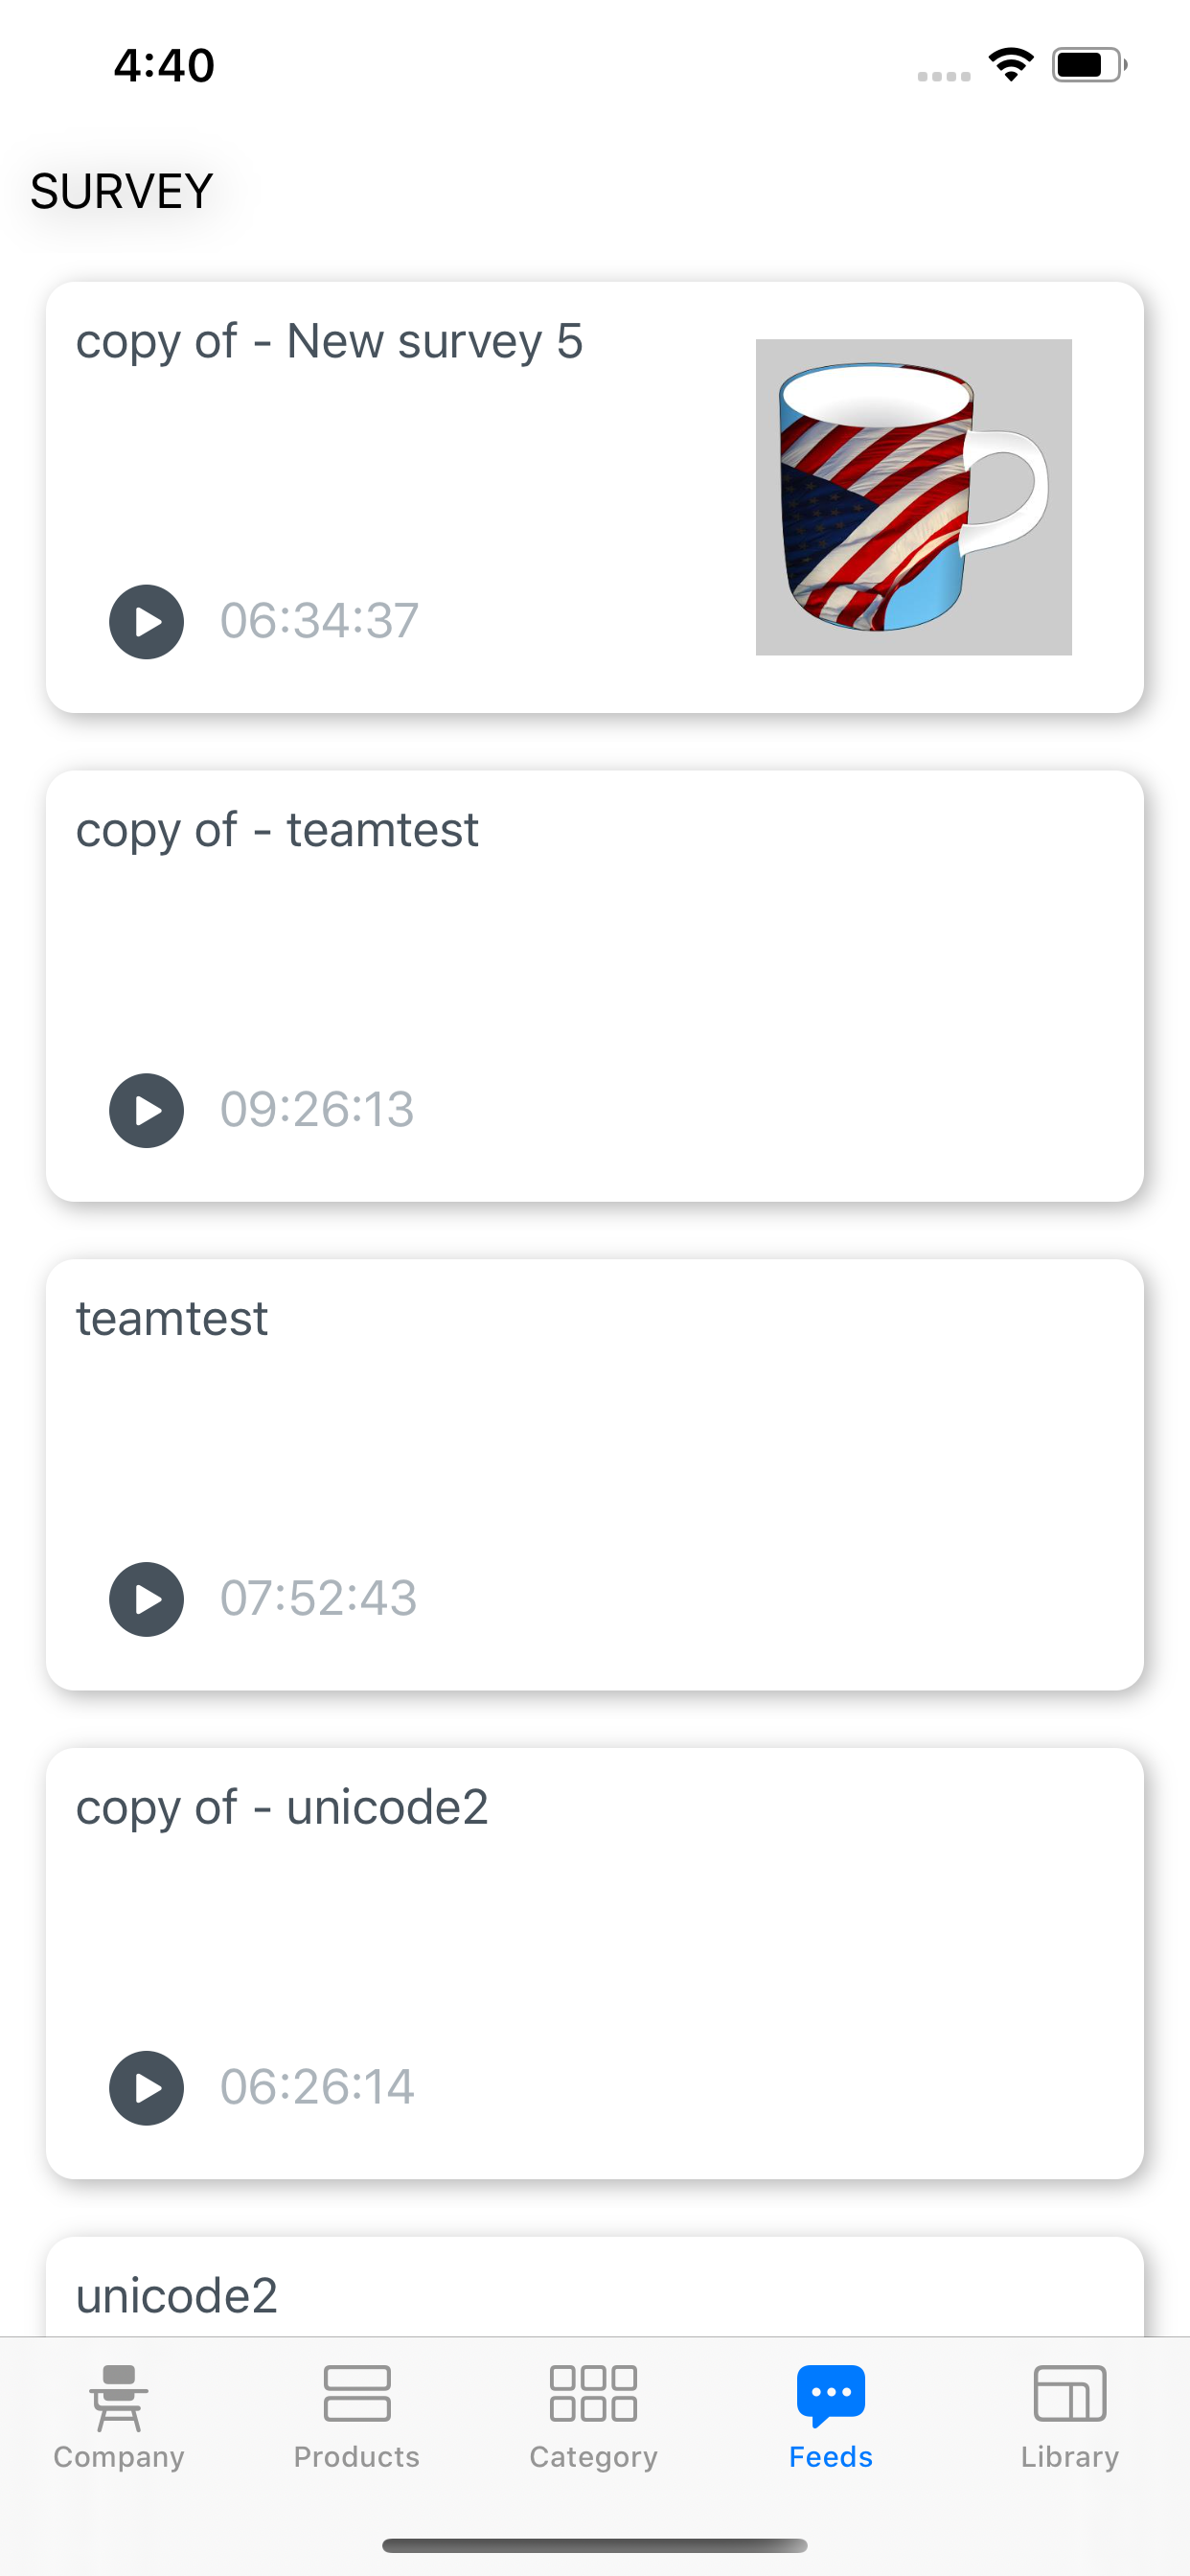 4:40
SURVEY
copy of - New survey 5
06:34:37
copy of - teamtest
09:26:13
teamtest
07:52:43
copy of - unicode2
06:26:14
unicode2
Company Products Category Feeds Library